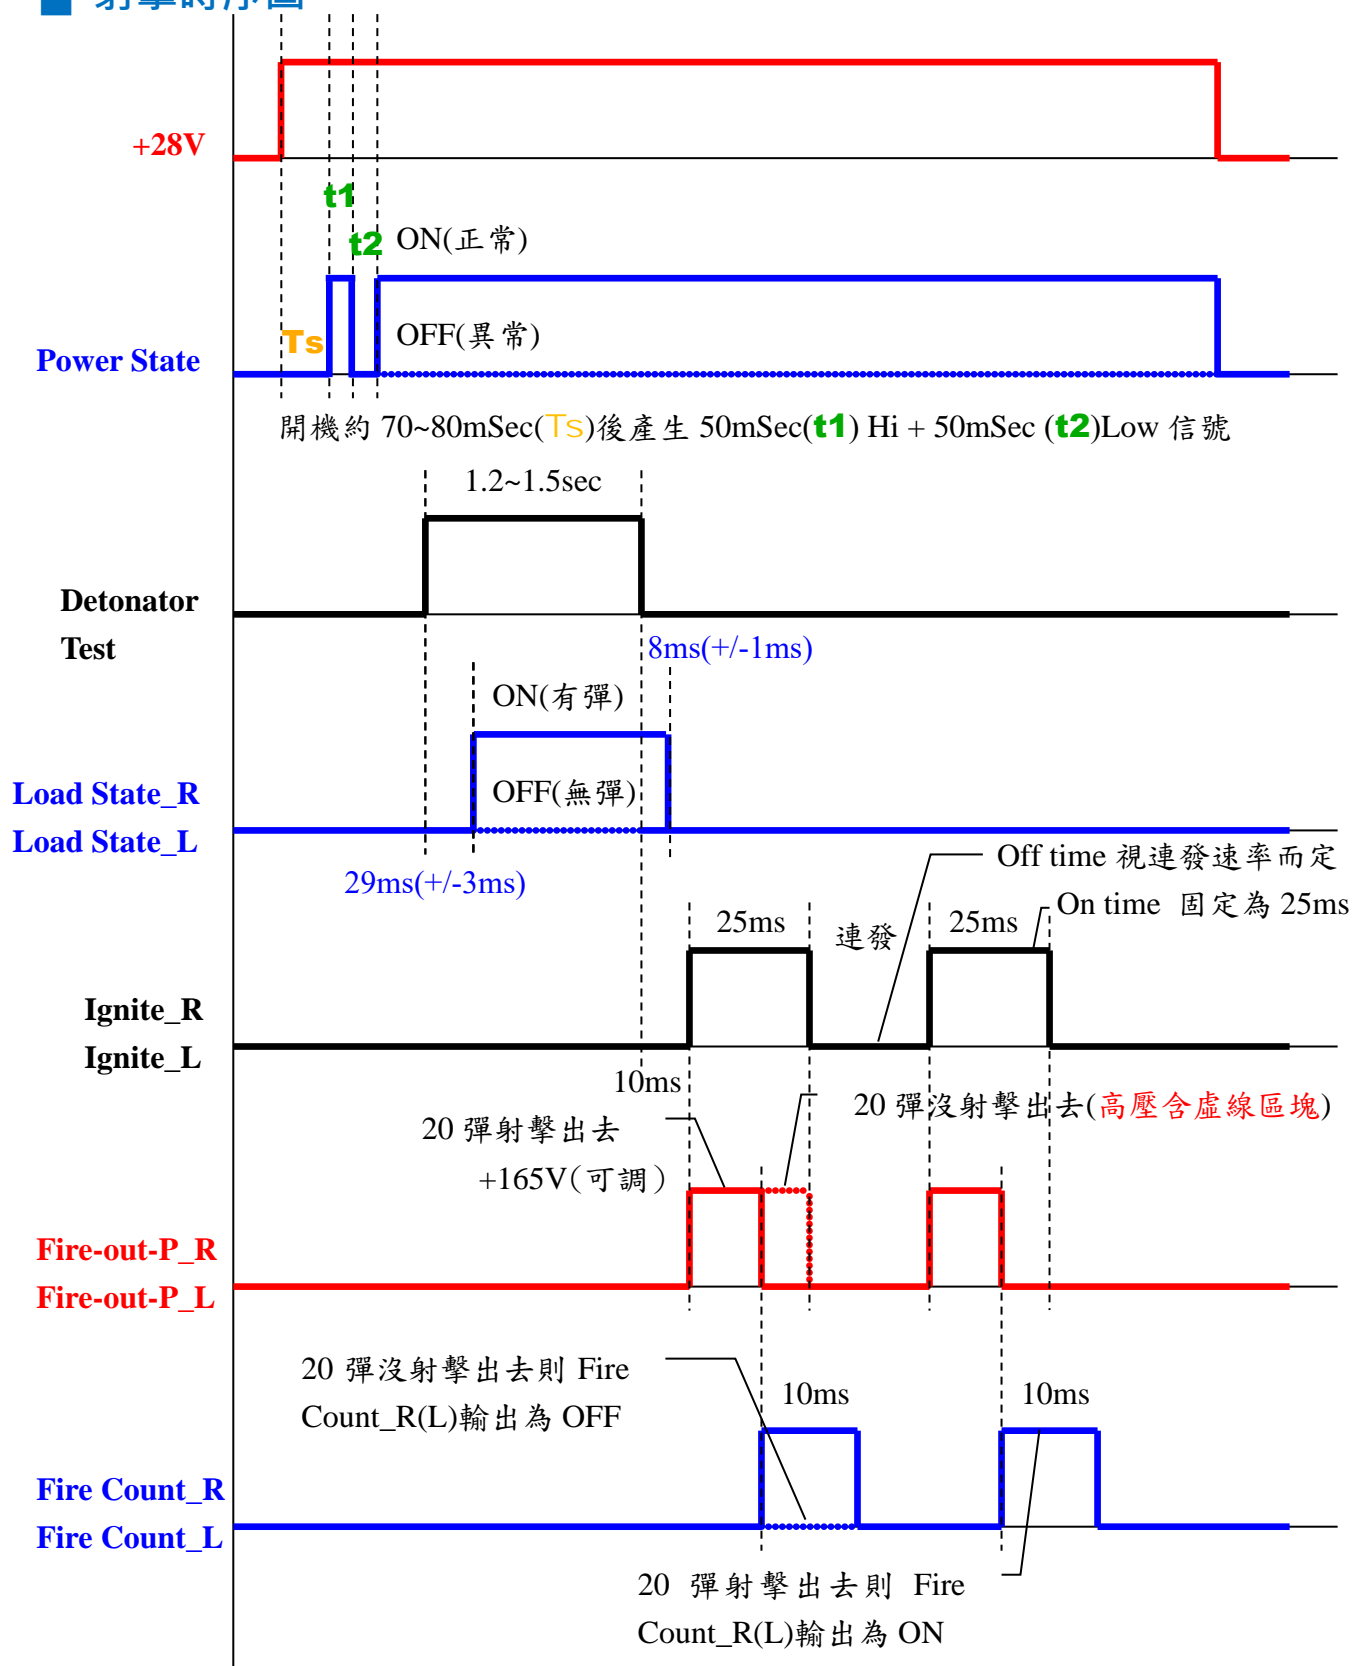 ■ 射擊時序圖
+28V
t1
t2 ON(正常)
Ts OFF(異常)
Power State
開機約 70~80mSec(Ts)後產生 50mSec(t1) Hi + 50mSec (t2)Low 信號
1.2~1.5sec
Detonator
Test
8ms(+/-1ms)
ON(有彈)
OFF(無彈)
Load State_R
Load State_L
29ms(+/-3ms)
Off time 視連發速率而定
On time 固定為 25ms
25ms
連發
25ms
Ignite_R
Ignite_L
10ms
20 彈沒射擊出去(高壓含虛線區塊)
20 彈射擊出去
+165V(可調)
Fire-out-P_R
Fire-out-P_L
20 彈沒射擊出去則 Fire
Count_R(L)輸出為 OFF
10ms
10ms
Fire Count_R
Fire Count_L
20 彈射擊出去則 Fire
Count_R(L)輸出為 ON